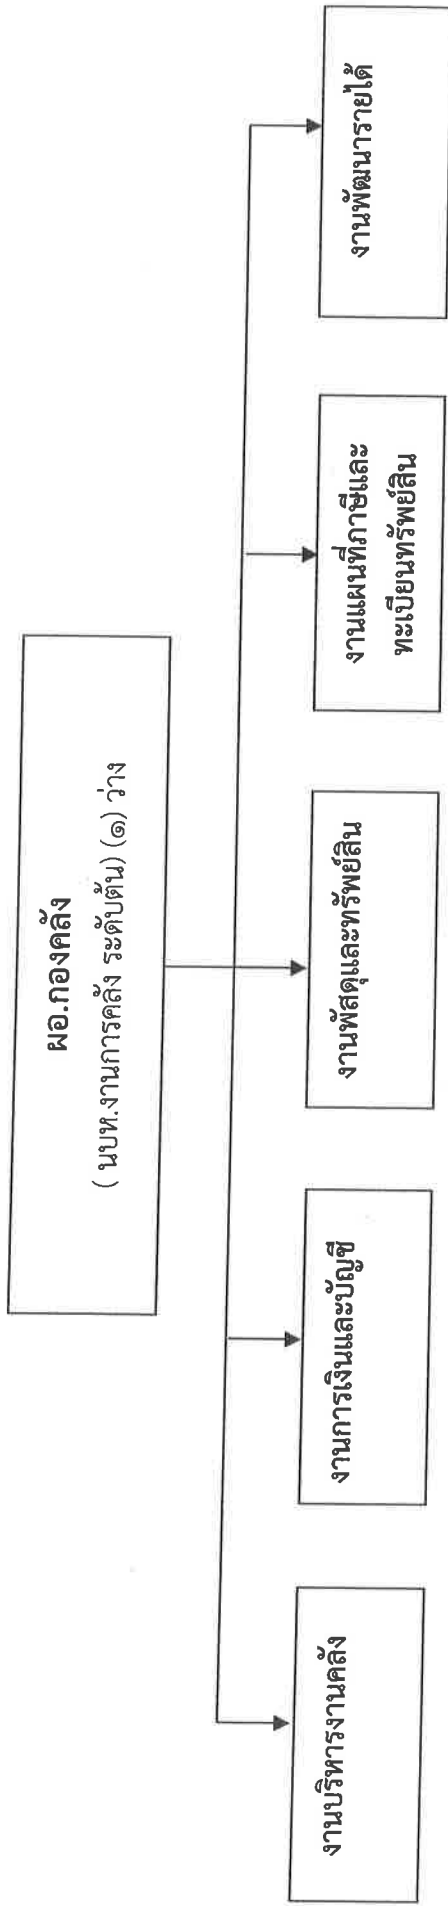 ผอ.กองคลัง
( นบห.งานการคลัง ระดับต้น) (๑) ว่าง
งานบริหารงานคลัง
งานการเงินและบัญชี
งานพัสดุและทรัพย์สิน
งานแผนที่ภาษีและ
ทะเบียนทรัพย์สิน
งานพัฒนารายได้